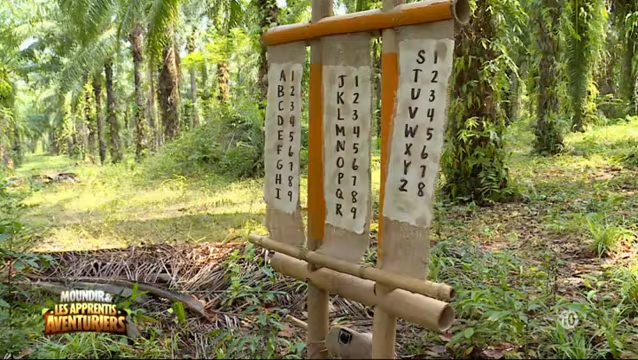 A 1
B 2
C 3
D 4
E 5
F 6
G 7
H 8
I 9
J 1
K 2
L 3
M 4
N 5
O 6
P 7
Q 8
R 9
S 1
T 2
U 3
V 4
W 5
X 6
Y 7
Z 8
MOUNDIR &
LES APPRENTIS
AVENTURIERS
-10